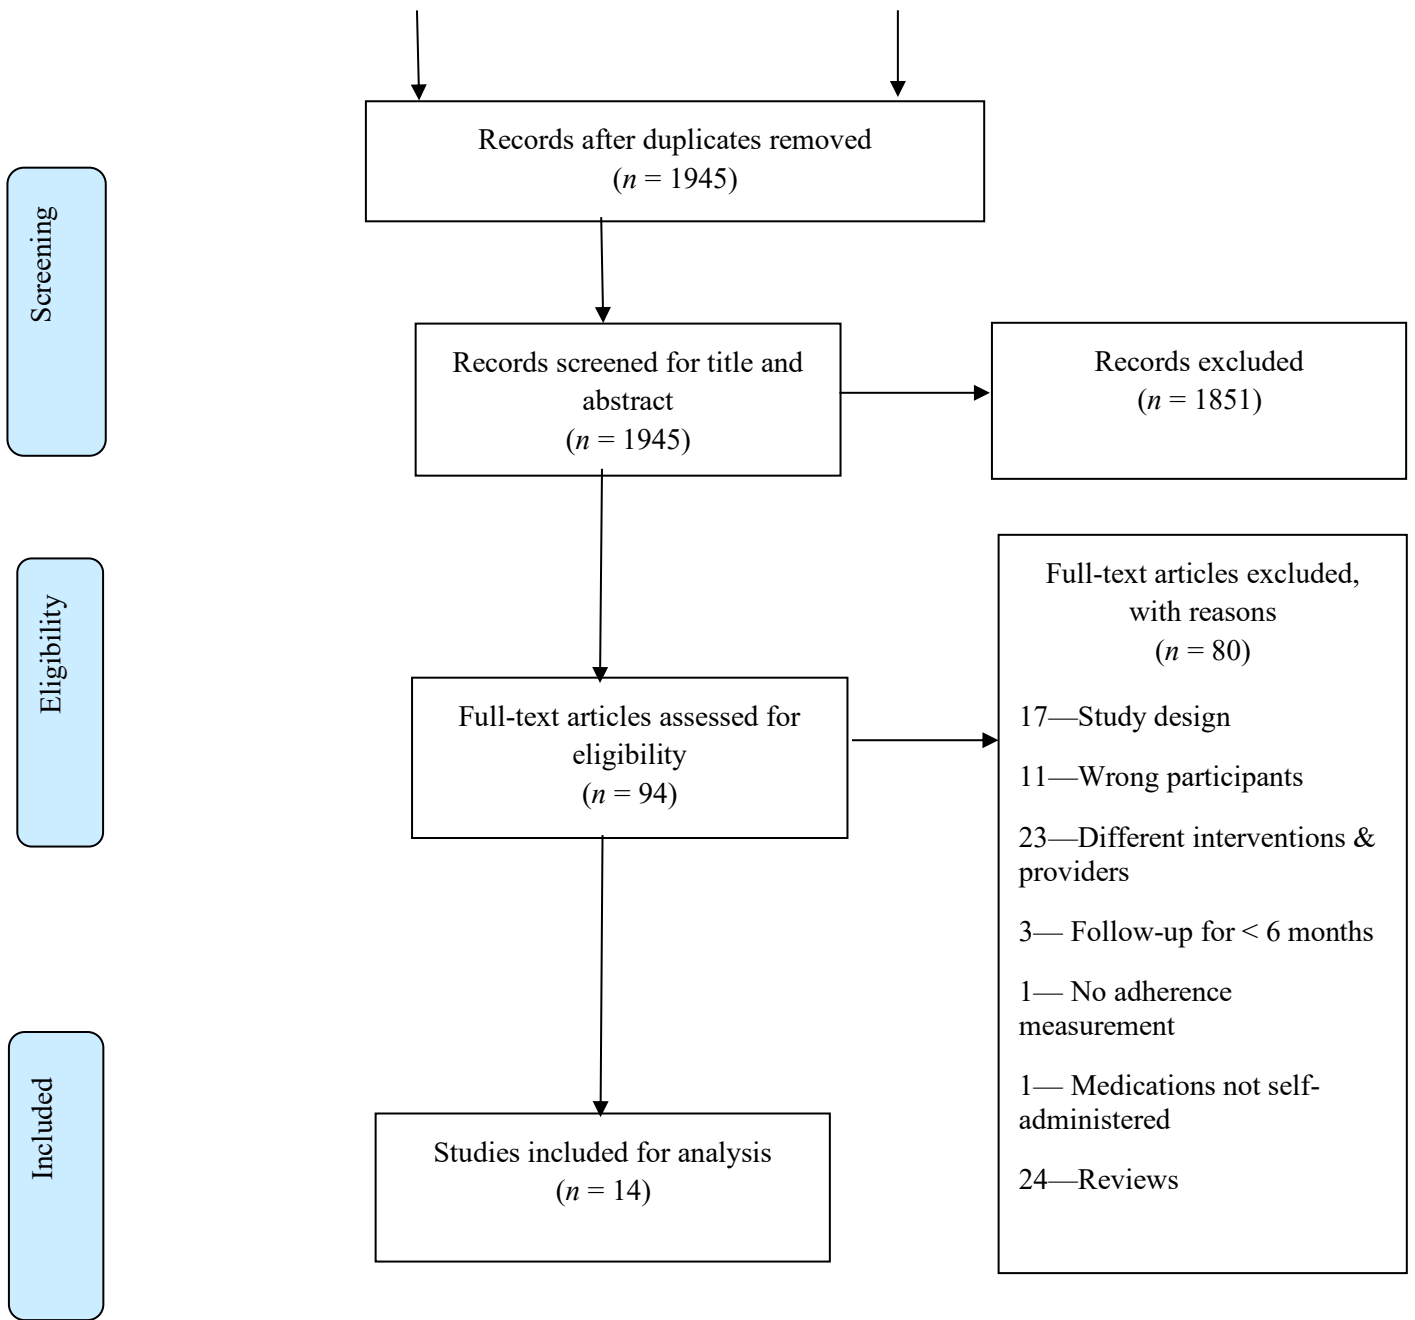 Records after duplicates removed
(n = 1945)
Screening
Records screened for title and
abstract
(n = 1945)
Records excluded
(n = 1851)
Eligibility
Full-text articles assessed for
eligibility
(n = 94)
Full-text articles excluded,
with reasons
(n = 80)
17—Study design
11—Wrong participants
23—Different interventions &
providers
3— Follow-up for < 6 months
1— No adherence
measurement
1— Medications not self-
administered
24—Reviews
Included
Studies included for analysis
(n = 14)